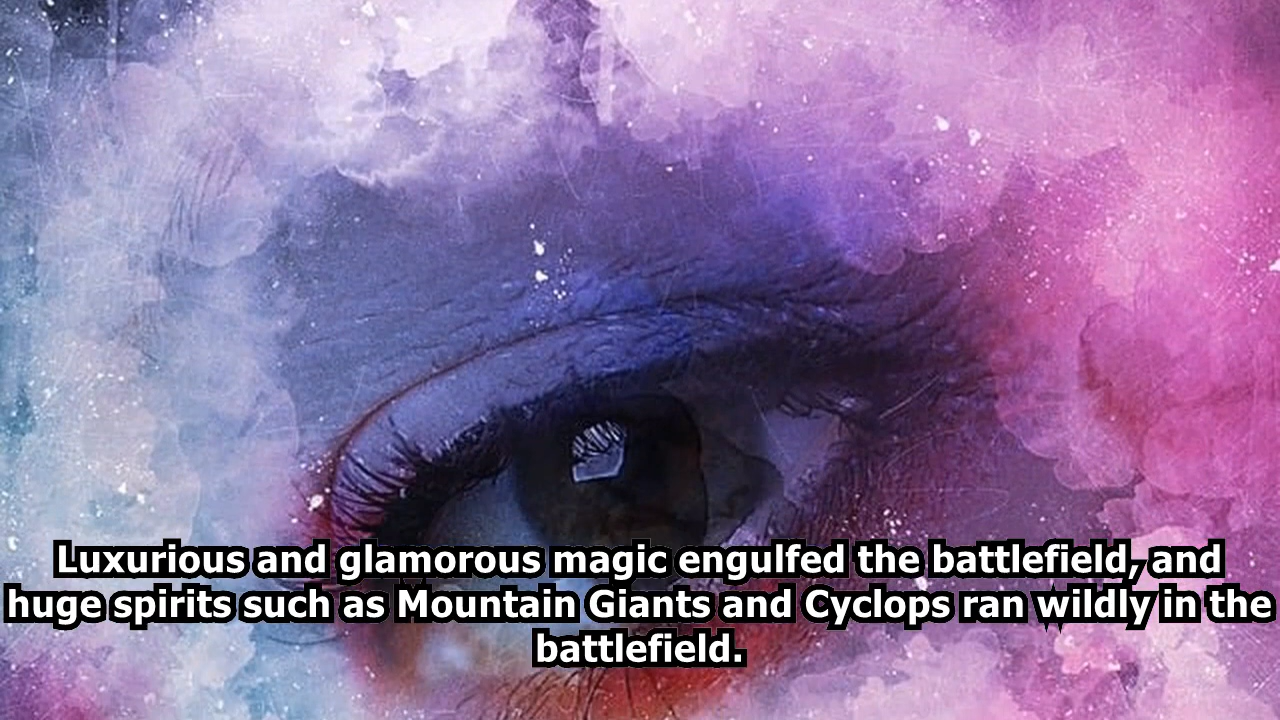 Luxurious and glamorous magic engulfed the battlefield, and
huge spirits such as Mountain Giants and Cyclops ran wildly in the
battlefield.